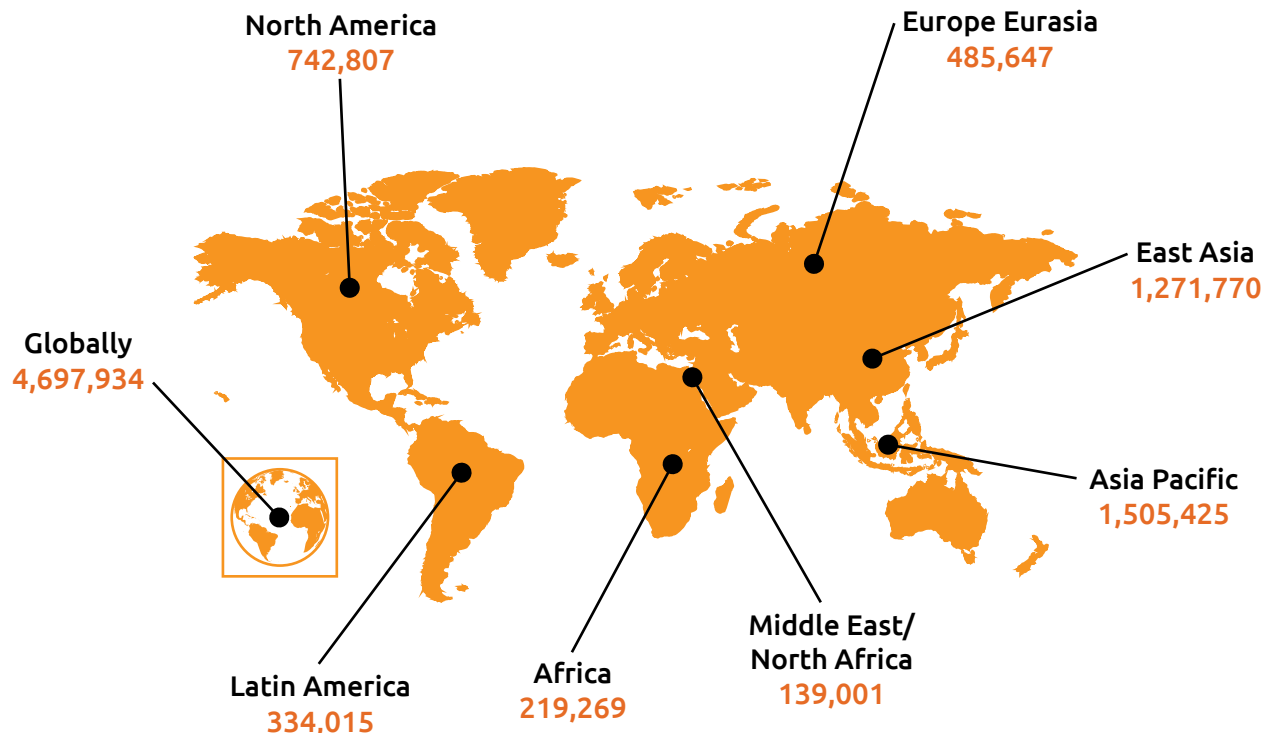 North America
742,807
Europe Eurasia
485,647
East Asia
1,271,770
Globally
4,697,934
Asia Pacific
1,505,425
Middle East/
North Africa
139,001
Africa
219,269
Latin America
334,015